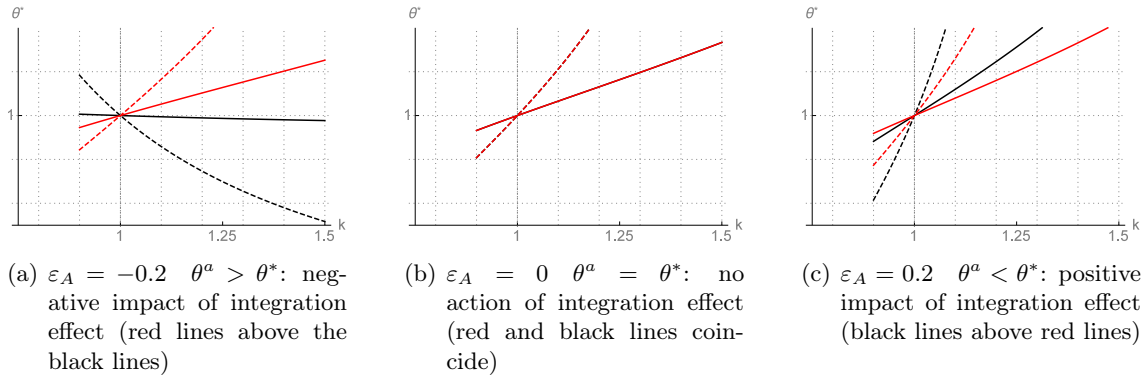 θ*
1
1
1.25
1.5
k
θ*
1
1
1.25
1.5
k
θ*
1
1
1.25
1.5
k
(a) ε_A = −0.2 θ^a > θ*: neg-
ative impact of integration
effect (red lines above the
black lines)
(b) ε_A = 0 θ^a = θ*: no
action of integration effect
(red and black lines coin-
cide)
(c) ε_A = 0.2 θ^a < θ*: positive
impact of integration effect
(black lines above red lines)